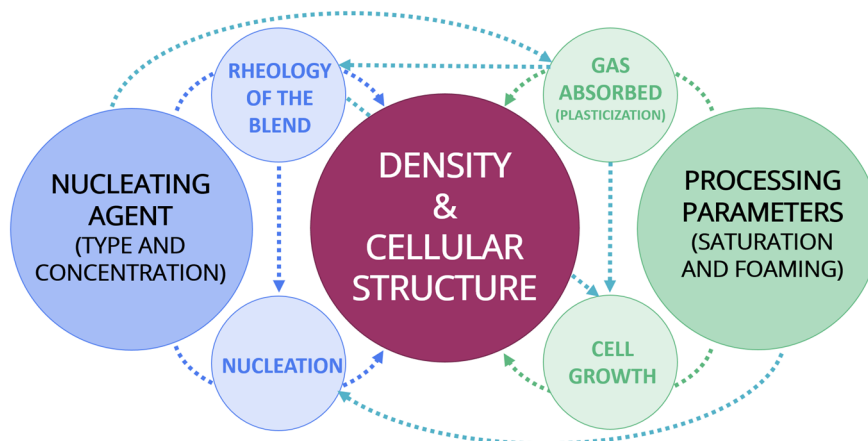 NUCLEATING
AGENT
(TYPE AND
CONCENTRATION)
RHEOLOGY
OF THE
BLEND
NUCLEATION
DENSITY
&
CELLULAR
STRUCTURE
GAS
ABSORBED
(PLASTICIZATION)
CELL
GROWTH
PROCESSING
PARAMETERS
(SATURATION
AND FOAMING)